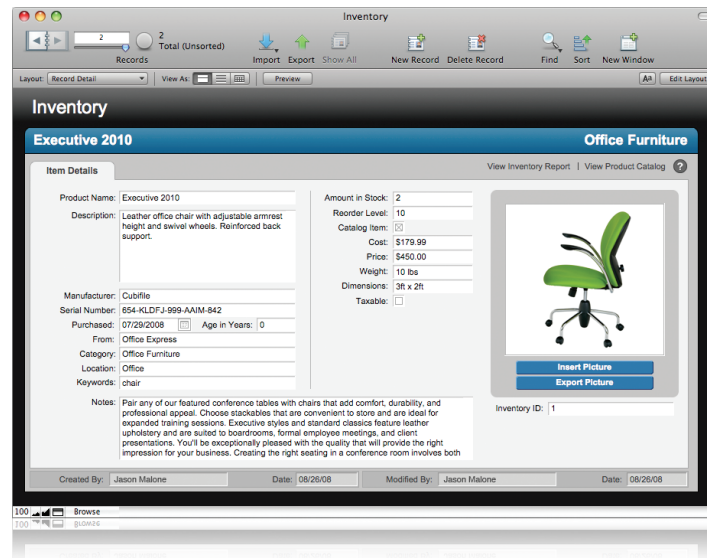 Inventory
2
2
Total (Unsorted)
Records
Import Export Show All New Record Delete Record Find Sort New Window
Layout: Record Detail View As: Preview Aa Edit Layout
Inventory
Executive 2010 Office Furniture
Item Details View Inventory Report | View Product Catalog ?
Product Name: Executive 2010
Description: Leather office chair with adjustable armrest
height and swivel wheels. Reinforced back
support.
Manufacturer: Cubifile
Serial Number: 654-KLDFJ-999-AAIM-842
Purchased: 07/29/2008 Age in Years: 0
From: Office Express
Category: Office Furniture
Location: Office
Keywords: chair
Amount in Stock: 2
Reorder Level: 10
Catalog Item:
Cost: $179.99
Price: $450.00
Weight: 10 lbs
Dimensions: 3ft x 2ft
Taxable:
Insert Picture
Export Picture
Inventory ID: 1
Notes: Pair any of our featured conference tables with chairs that add comfort, durability, and
professional appeal. Choose stackables that are convenient to store and are ideal for
expanded training sessions. Executive styles and standard classics feature leather
upholstery and are suited to boardrooms, formal employee meetings, and client
presentations. You'll be exceptionally pleased with the quality that will provide the right
impression for your business. Creating the right seating in a conference room involves both
Created By: Jason Malone Date: 08/26/08 Modified By: Jason Malone Date: 08/26/08
100 Browse